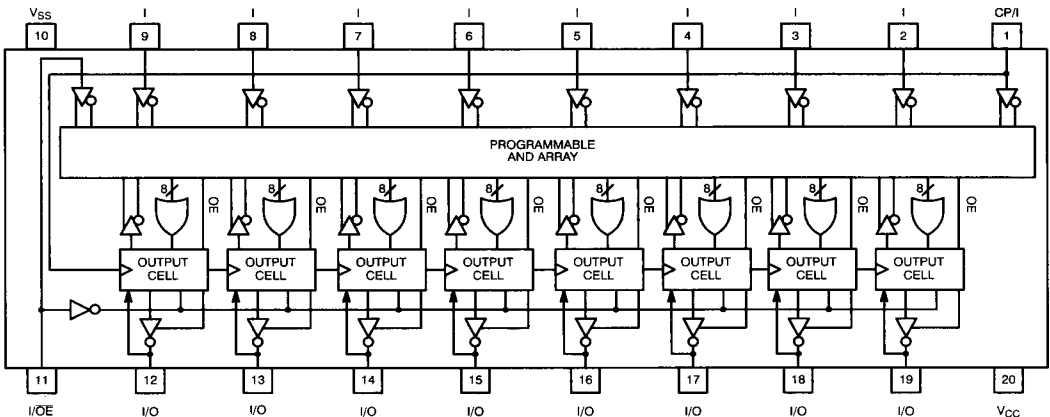 VSS I I I I I I I I CP/I
10 9 8 7 6 5 4 3 2 1
PROGRAMMABLE
AND ARRAY
8 8 8 8 8 8 8 8
OE OE OE OE OE OE OE OE
OUTPUT CELL
OUTPUT CELL
OUTPUT CELL
OUTPUT CELL
OUTPUT CELL
OUTPUT CELL
OUTPUT CELL
OUTPUT CELL
11 12 13 14 15 16 17 18 19 20
I/O̅E̅ I/O I/O I/O I/O I/O I/O I/O I/O VCC